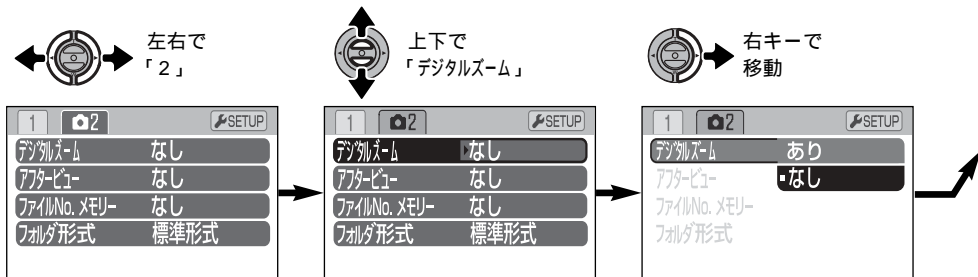 左右で
「2」
上下で
「デジタルズーム」
右キーで
移動
1 2 SETUP
デジタルズーム なし
アフタービュー なし
ファイルNo. メモリー なし
フォルダ形式 標準形式
1 2 SETUP
デジタルズーム なし
アフタービュー なし
ファイルNo. メモリー なし
フォルダ形式 標準形式
1 2 SETUP
デジタルズーム あり
アフタービュー なし
ファイルNo. メモリー
フォルダ形式